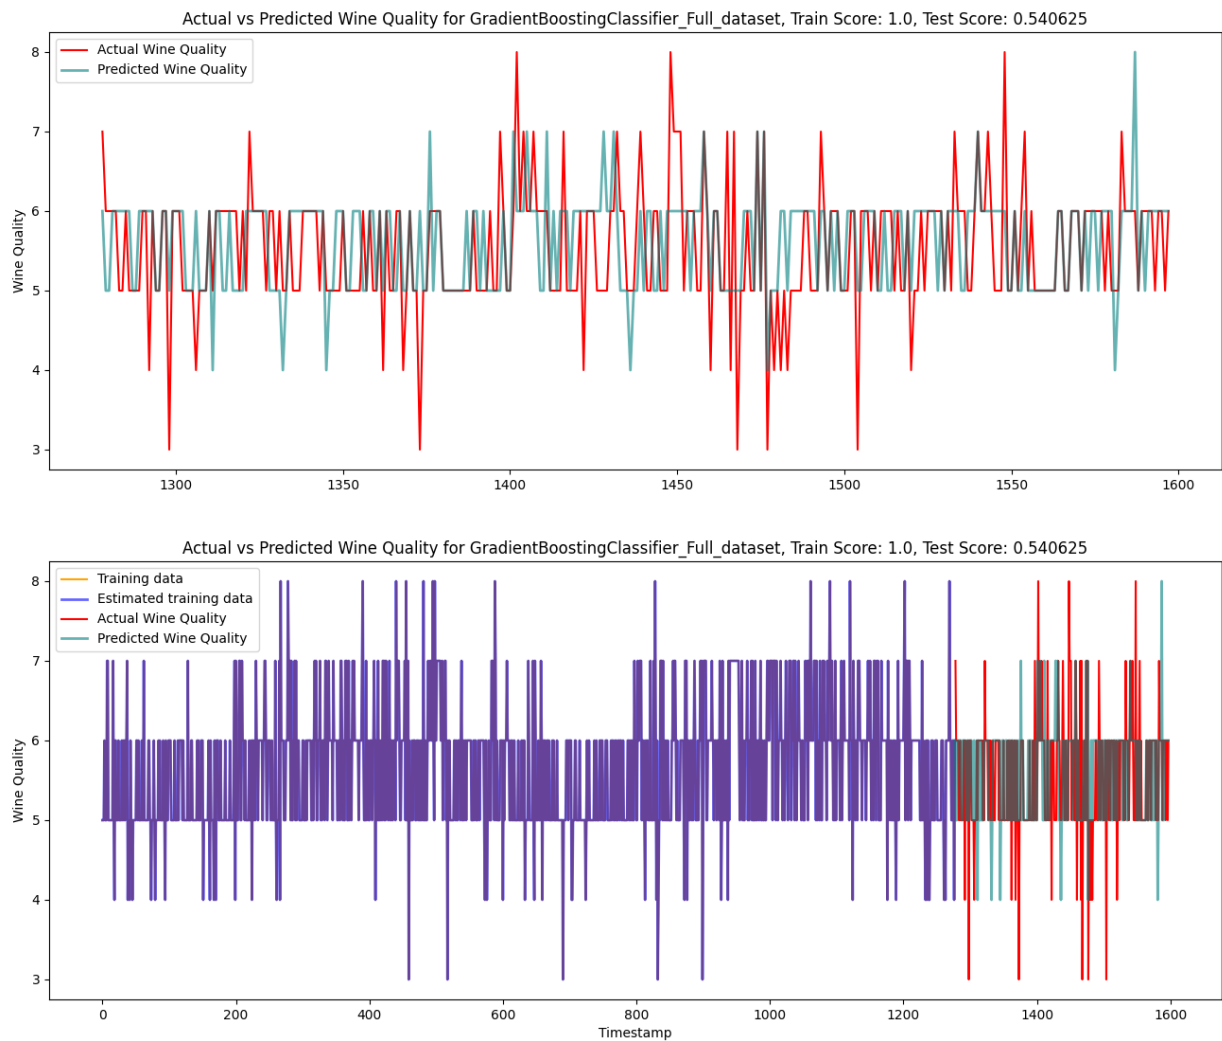 Actual vs Predicted Wine Quality for GradientBoostingClassifier_Full_dataset, Train Score: 1.0, Test Score: 0.540625
Actual Wine Quality
Predicted Wine Quality
8
7
6
5
4
3
Wine Quality
1300 1350 1400 1450 1500 1550 1600
Actual vs Predicted Wine Quality for GradientBoostingClassifier_Full_dataset, Train Score: 1.0, Test Score: 0.540625
Training data
Estimated training data
Actual Wine Quality
Predicted Wine Quality
8
7
6
5
4
3
Wine Quality
0 200 400 600 800 1000 1200 1400 1600
Timestamp